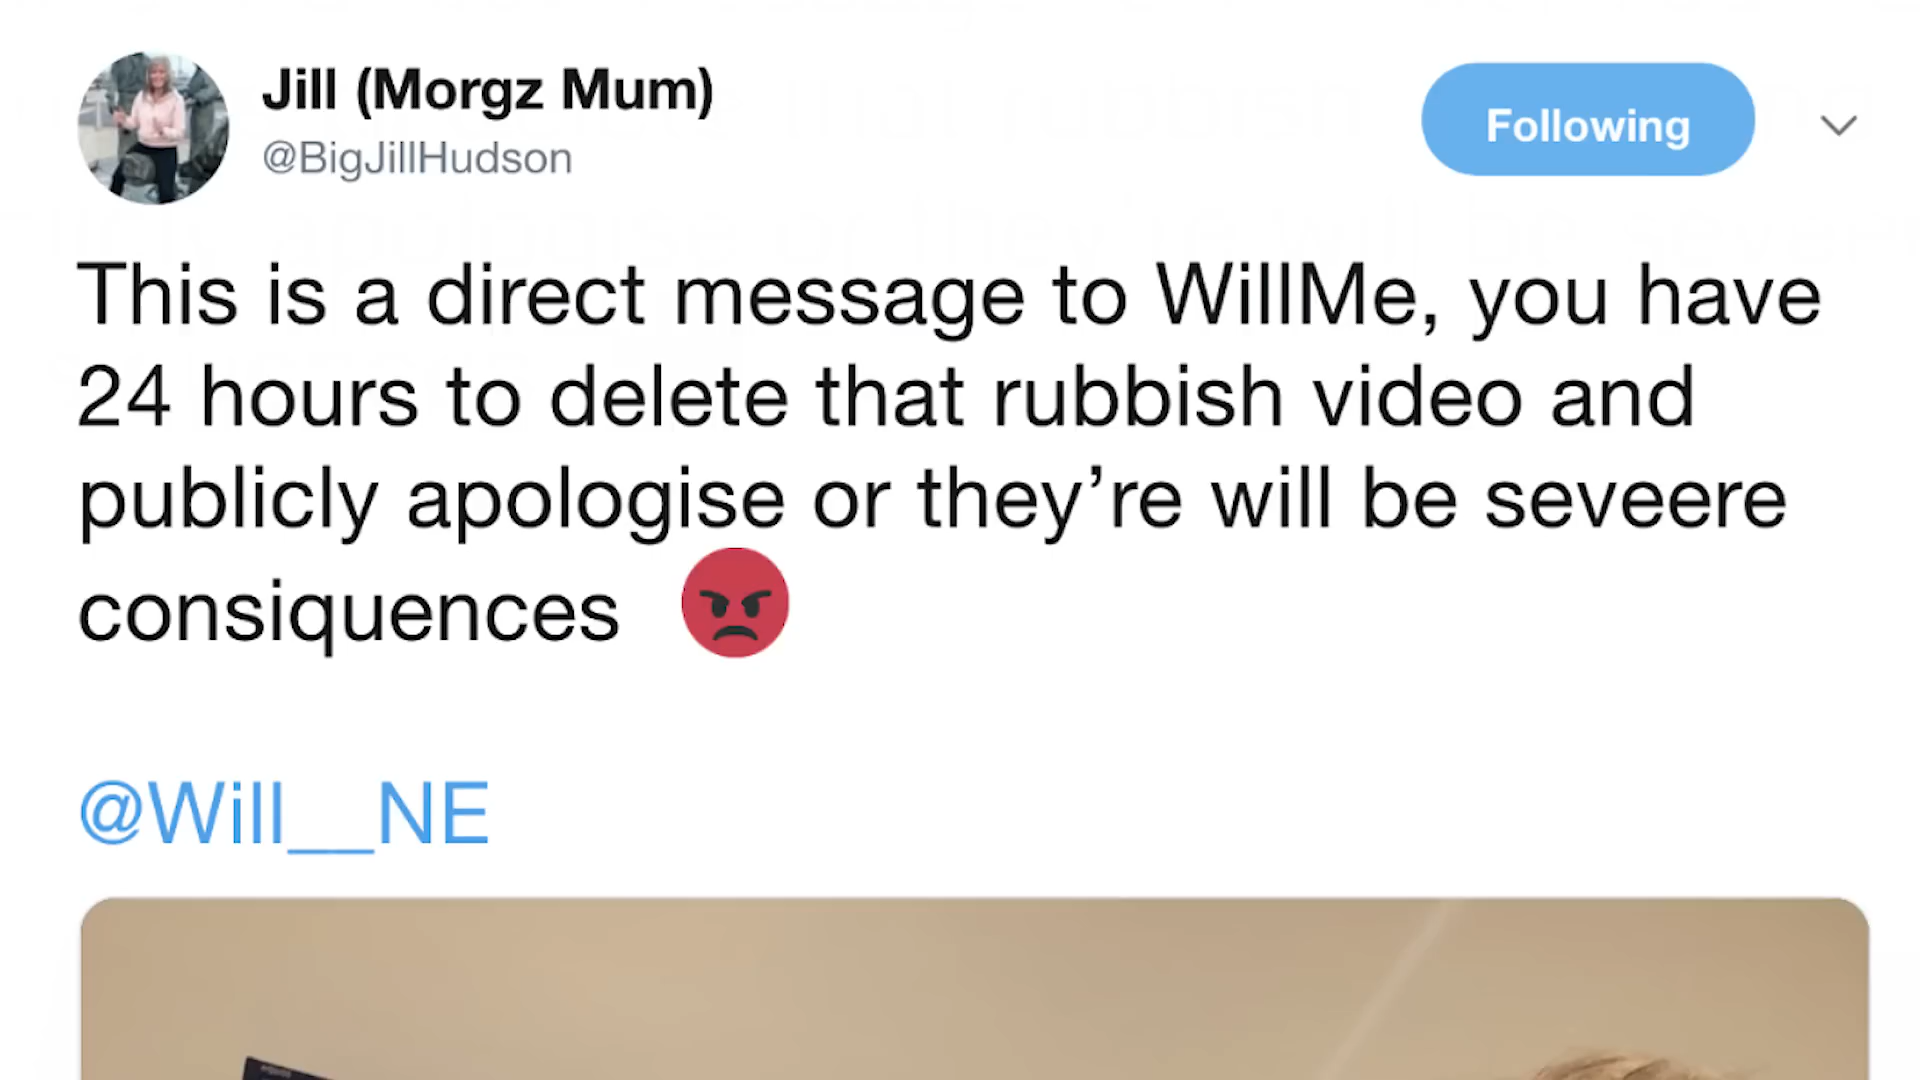 Jill (Morgz Mum)
@BigJillHudson
Following
This is a direct message to WillMe, you have
24 hours to delete that rubbish video and
publicly apologise or they’re will be seveere
consiquences 😡
@Will__NE